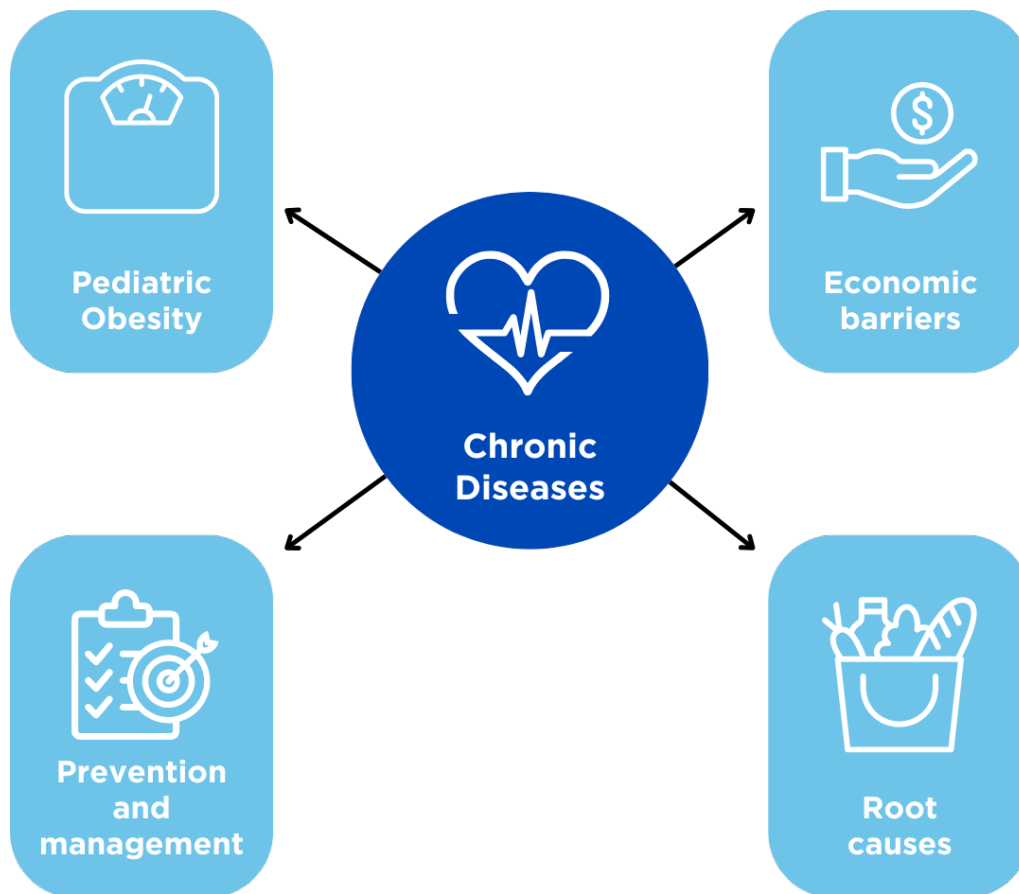 Pediatric
Obesity
Economic
barriers
$
Chronic
Diseases
Prevention
and
management
Root
causes